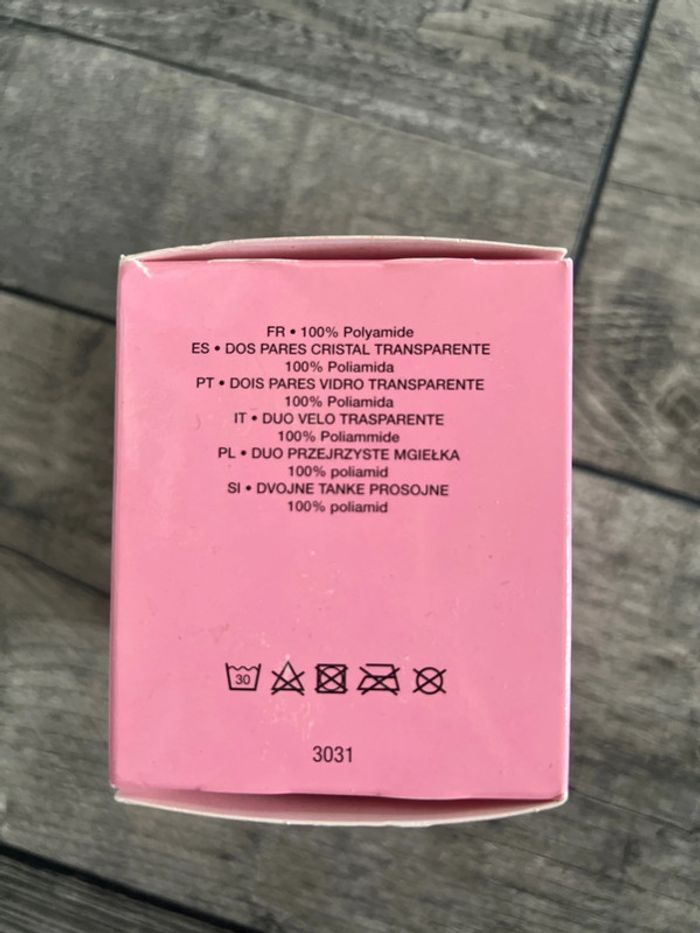 FR • 100% Polyamide
ES • DOS PARES CRISTAL TRANSPARENTE
100% Poliamida
PT • DOIS PARES VIDRO TRANSPARENTE
100% Poliamida
IT • DUO VELO TRASPARENTE
100% Poliammide
PL • DUO PRZEJRZYSTE MGIEŁKA
100% poliamid
SI • DVOJNE TANKE PROSOJNE
100% poliamid
30
3031